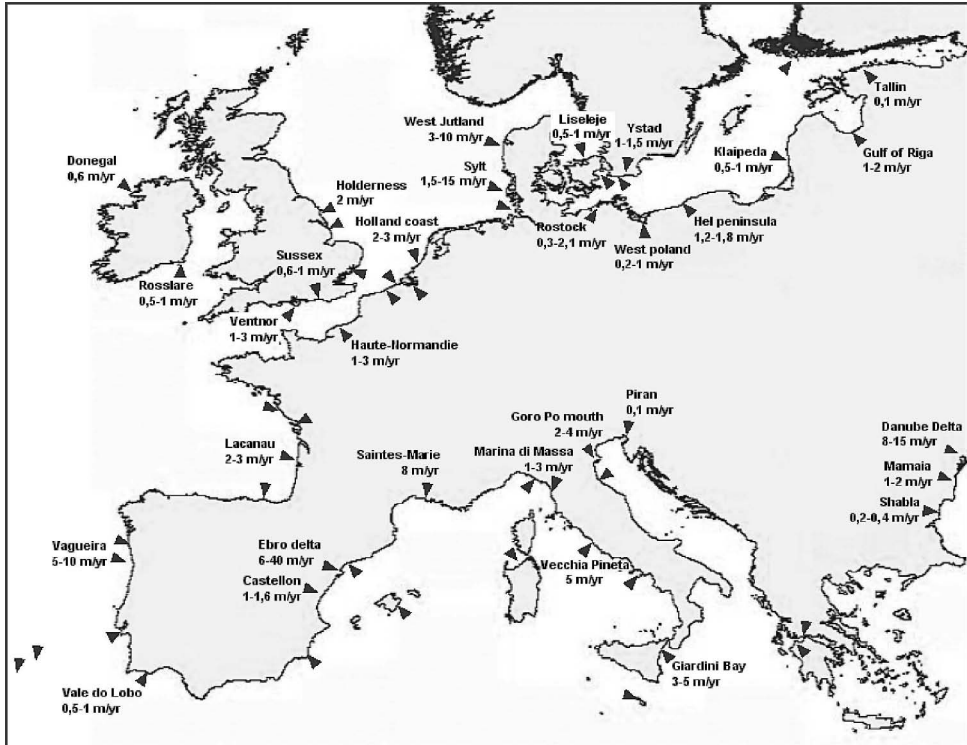 Tallin
0,1 m/yr
West Jutland
3-10 m/yr
Liseleje
0,5-1 m/yr
Ystad
1-1,5 m/yr
Klaipeda
0,5-1 m/yr
Gulf of Riga
1-2 m/yr
Donegal
0,6 m/yr
Sylt
1,5-15 m/yr
Holderness
2 m/yr
Holland coast
2-3 m/yr
Rostock
0,3-2,1 m/yr
Hel peninsula
1,2-1,8 m/yr
West poland
0,2-1 m/yr
Sussex
0,6-1 m/yr
Rosslare
0,5-1 m/yr
Ventnor
1-3 m/yr
Haute-Normandie
1-3 m/yr
Piran
0,1 m/yr
Goro Po mouth
2-4 m/yr
Danube Delta
8-15 m/yr
Lacanau
2-3 m/yr
Saintes-Marie
8 m/yr
Marina di Massa
1-3 m/yr
Mamaia
1-2 m/yr
Shabla
0,2-0,4 m/yr
Vagueira
5-10 m/yr
Ebro delta
6-40 m/yr
Castellon
1-1,6 m/yr
Vecchia Pineta
5 m/yr
Giardini Bay
3-5 m/yr
Vale do Lobo
0,5-1 m/yr